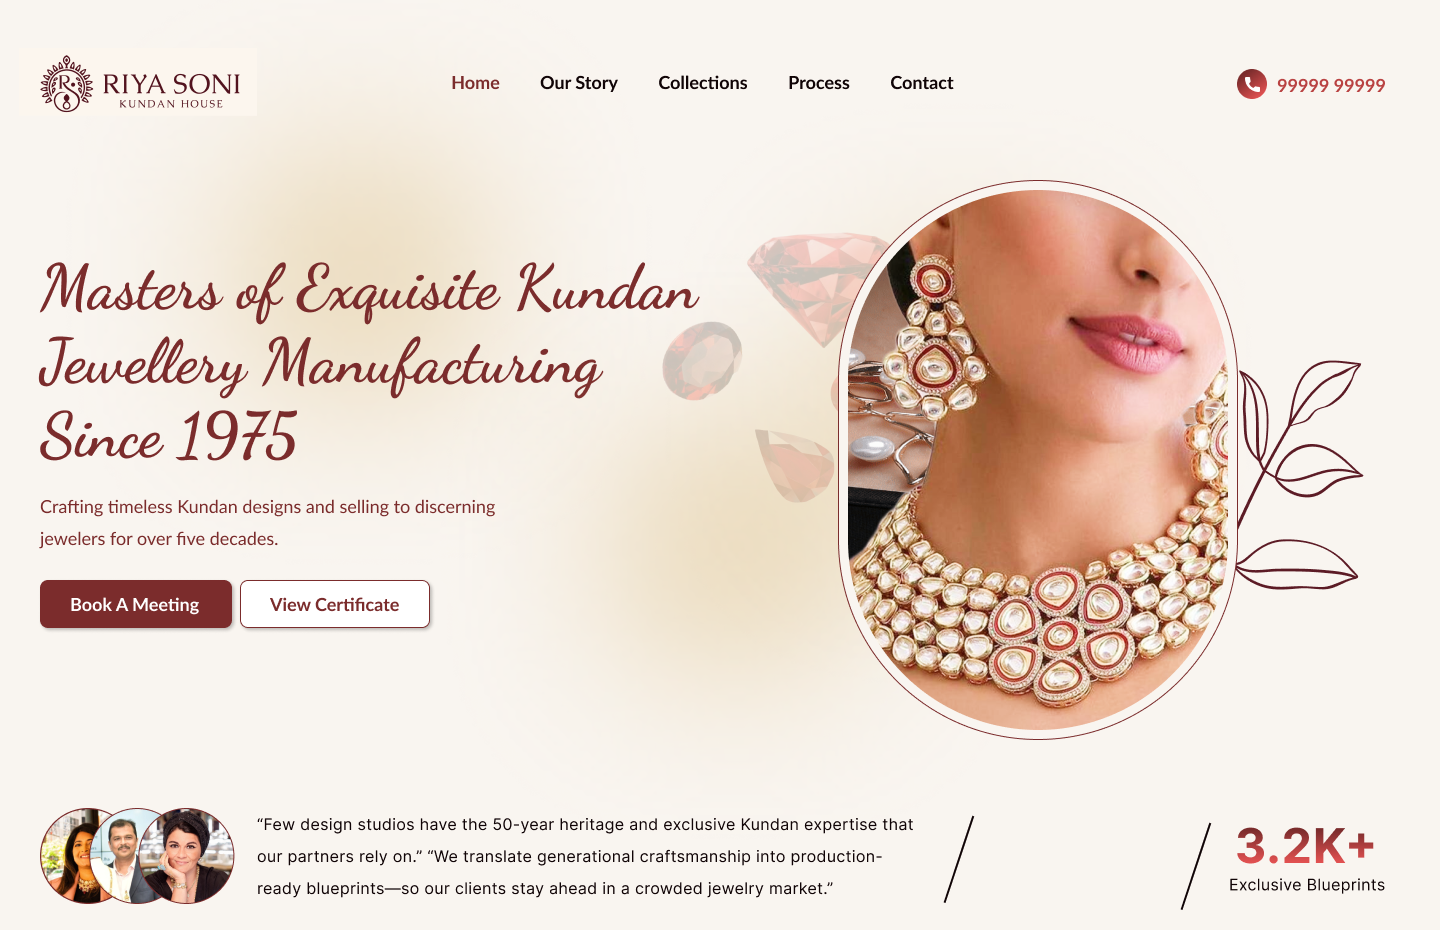 RIYA SONI
KUNDAN HOUSE
Home
Our Story
Collections
Process
Contact
99999 99999
Masters of Exquisite Kundan
Jewellery Manufacturing
Since 1975
Crafting timeless Kundan designs and selling to discerning
jewelers for over five decades.
Book A Meeting
View Certificate
“Few design studios have the 50-year heritage and exclusive Kundan expertise that
our partners rely on.” “We translate generational craftsmanship into production-
ready blueprints—so our clients stay ahead in a crowded jewelry market.”
3.2K+
Exclusive Blueprints